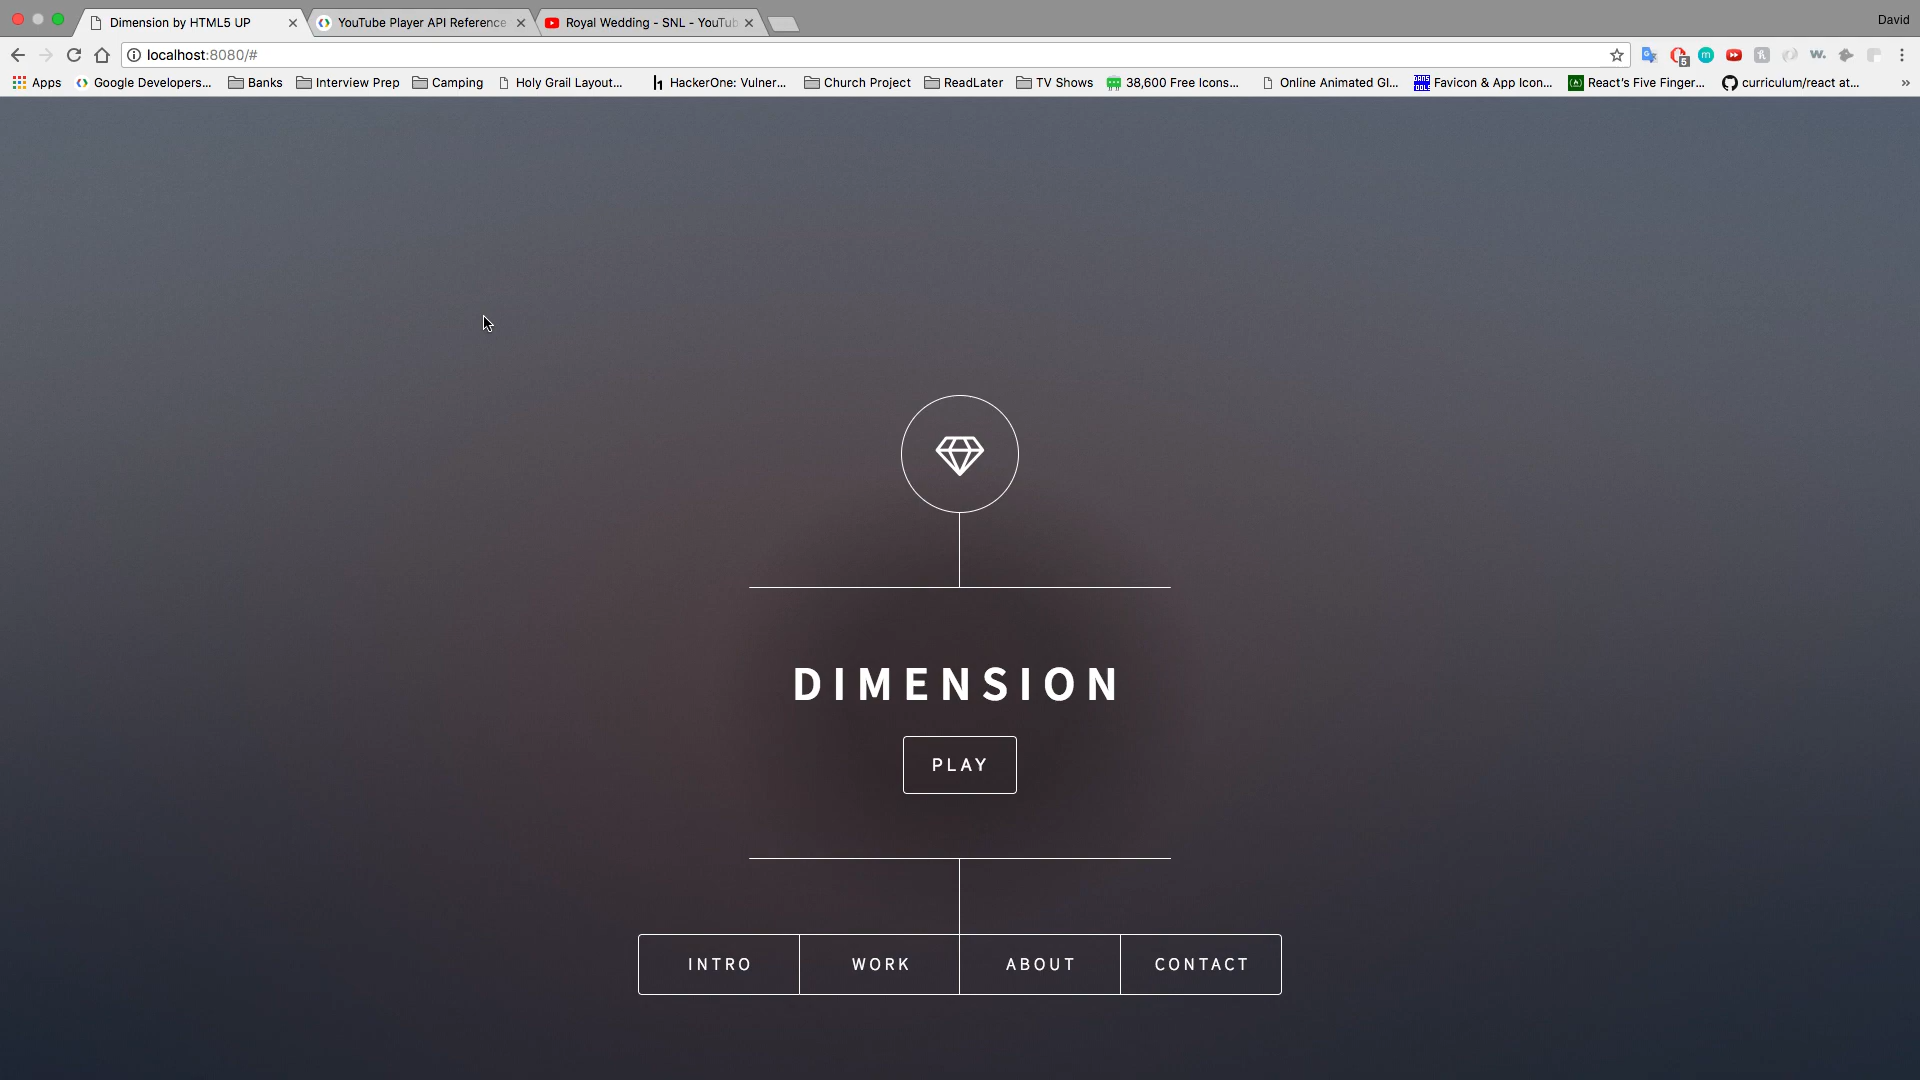 Dimension by HTML5 UP
YouTube Player API Reference
Royal Wedding - SNL - YouTub
David
localhost:8080/#
5
Apps
Google Developers...
Banks
Interview Prep
Camping
Holy Grail Layout...
HackerOne: Vulner...
Church Project
ReadLater
TV Shows
38,600 Free Icons...
Online Animated GI...
Favicon & App Icon...
React's Five Finger...
curriculum/react at...
»
DIMENSION
PLAY
INTRO
WORK
ABOUT
CONTACT